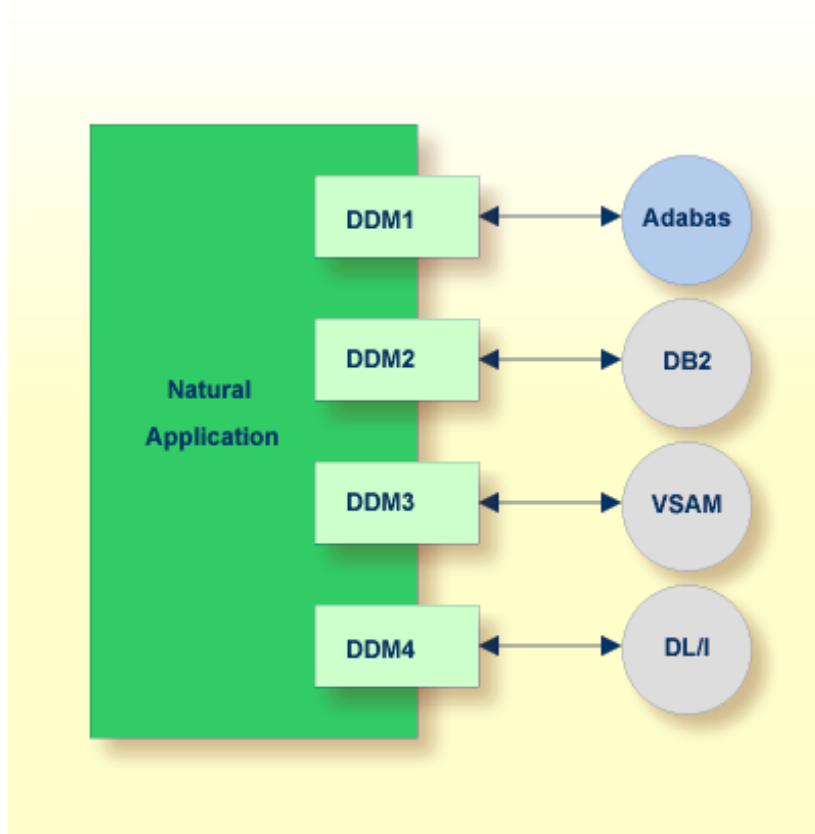 DDM1
Adabas
DDM2
DB2
Natural
Application
DDM3
VSAM
DDM4
DL/I